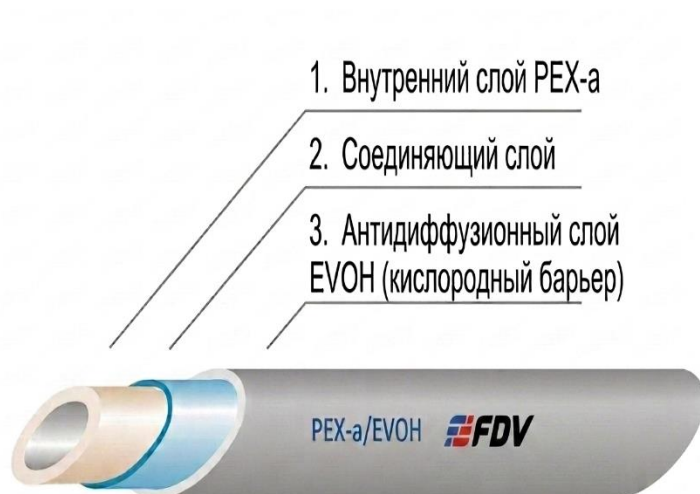 1. Внутренний слой PEX-a
2. Соединяющий слой
3. Антидиффузионный слой
EVOH (кислородный барьер)
PEX-a/EVOH FDV